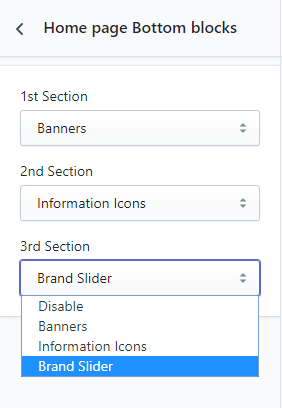 Home page Bottom blocks
1st Section
Banners
2nd Section
Information Icons
3rd Section
Brand Slider
Disable
Banners
Information Icons
Brand Slider